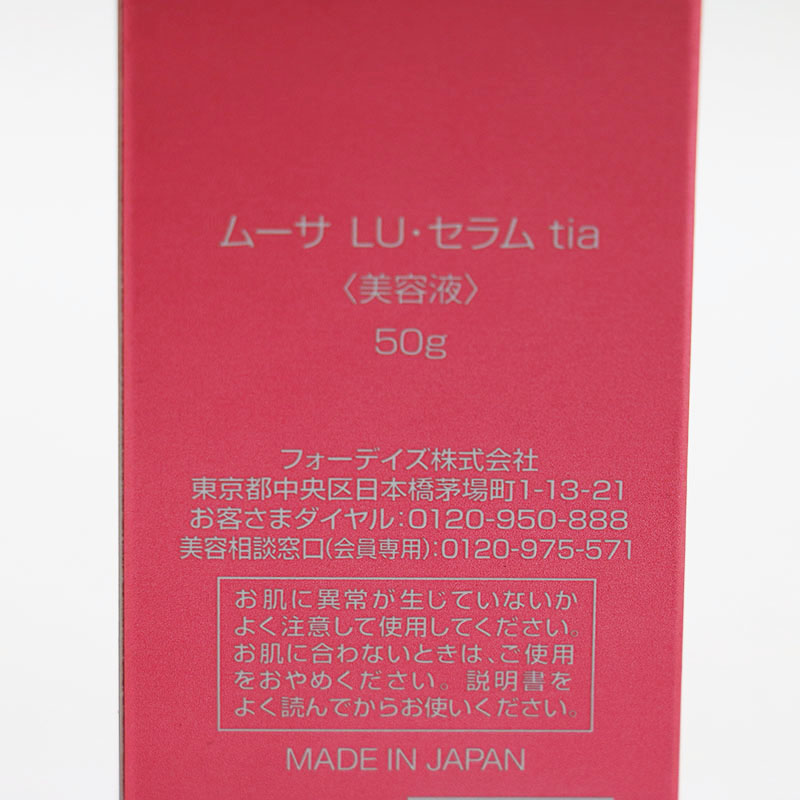 ムーサ LU・セラム tia
〈美容液〉
50g
フォーデイズ株式会社
東京都中央区日本橋茅場町1-13-21
お客さまダイヤル:0120-950-888
美容相談窓口(会員専用):0120-975-571
お肌に異常が生じていないか
よく注意して使用してください。
お肌に合わないときは、ご使用
をおやめください。説明書を
よく読んでからお使いください。
MADE IN JAPAN